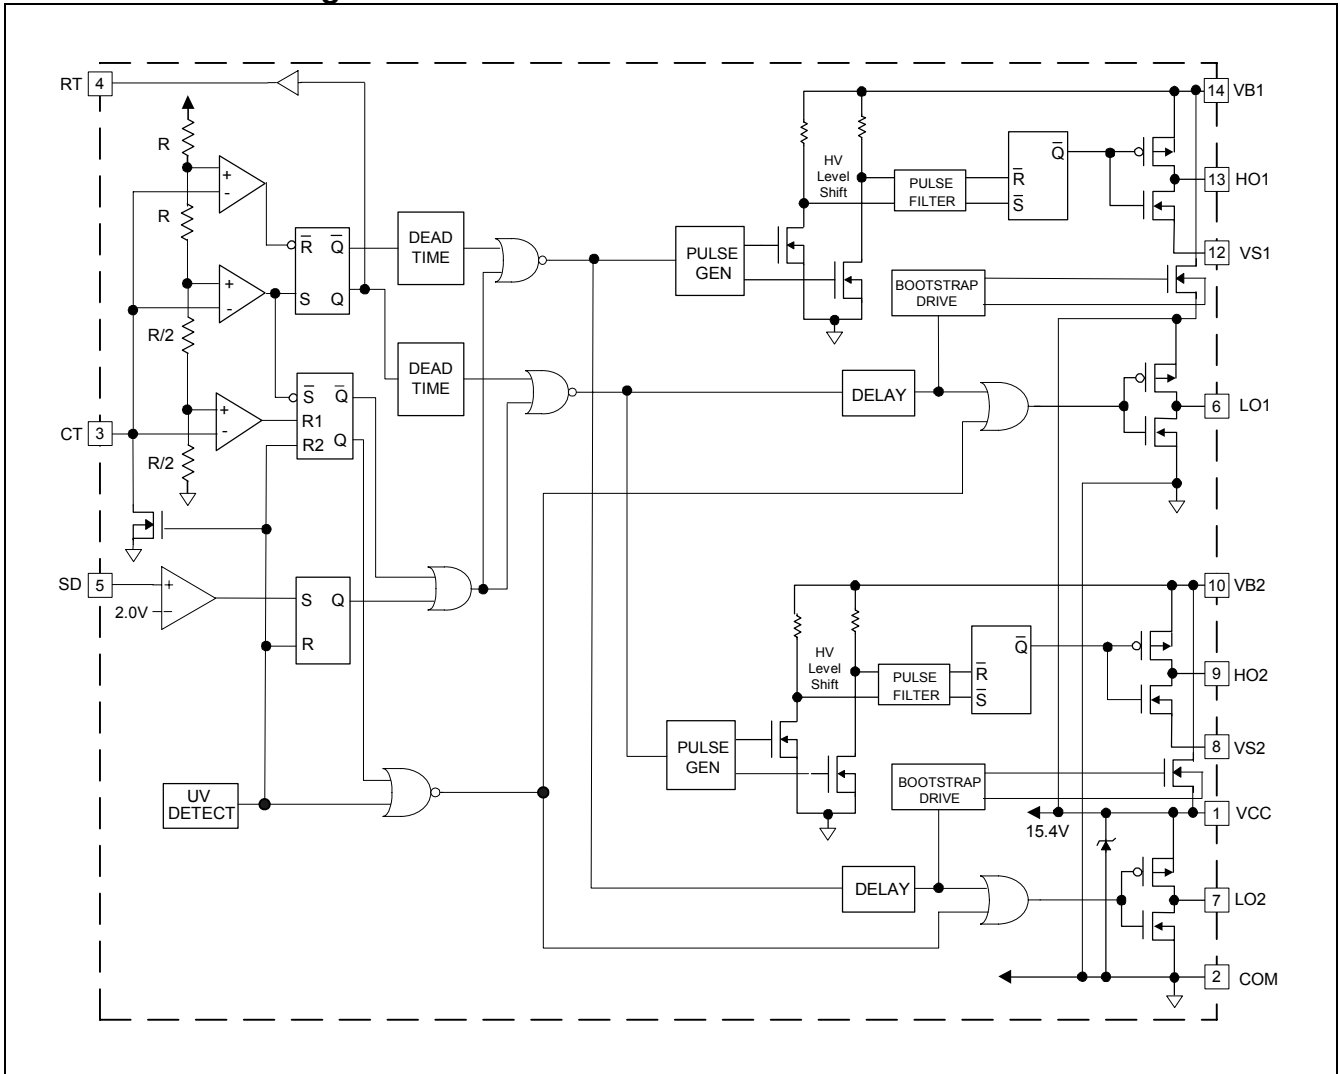 RT 4
14 VB1
R
+
-
HV
Level
Shift
PULSE
FILTER
R
S
Q
13 HO1
R
DEAD
TIME
R Q
S Q
PULSE
GEN
12 VS1
+
-
BOOTSTRAP
DRIVE
R/2
DEAD
TIME
S Q
R1
R2 Q
DELAY
6 LO1
CT 3
+
-
R/2
SD 5
+
2.0V
-
S Q
R
10 VB2
HV
Level
Shift
PULSE
FILTER
R
S
Q
9 HO2
PULSE
GEN
8 VS2
BOOTSTRAP
DRIVE
UV
DETECT
15.4V
1 VCC
DELAY
7 LO2
2 COM